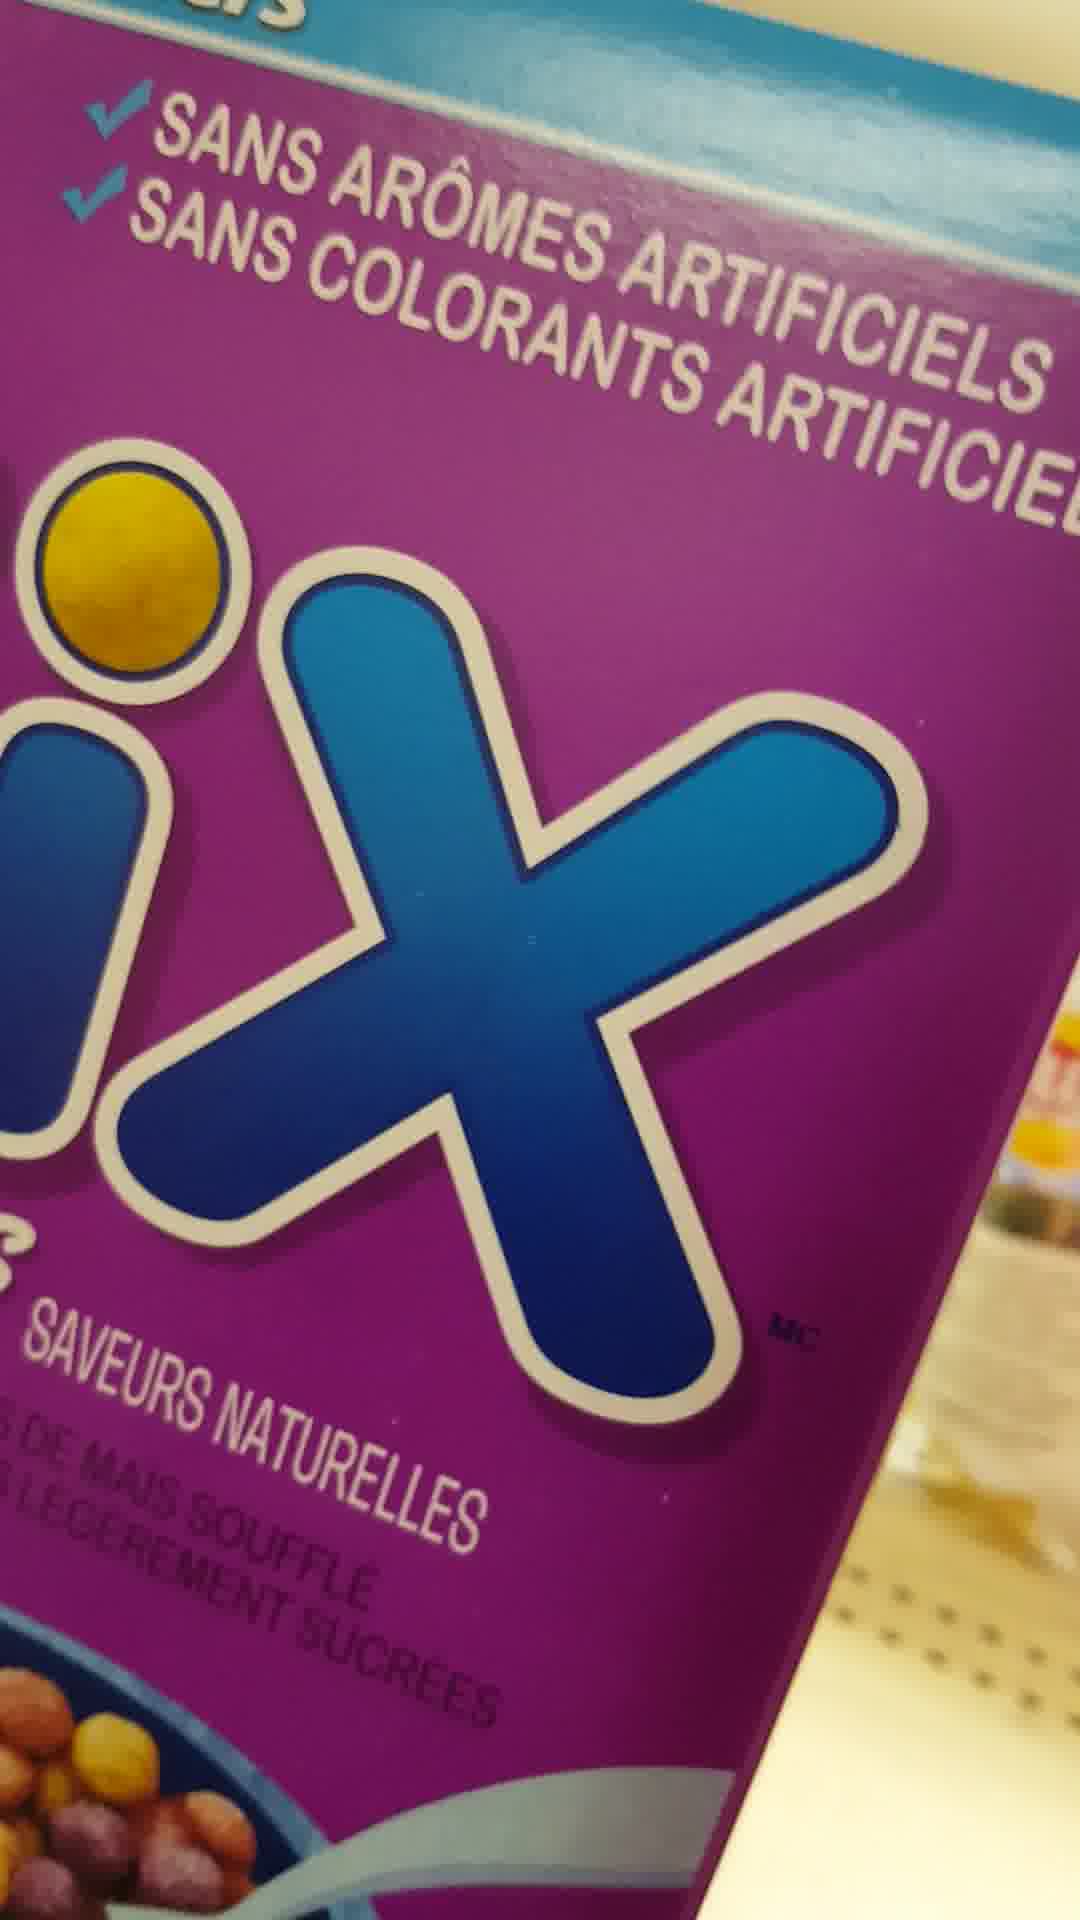 SANS ARÔMES ARTIFICIELS
SANS COLORANTS ARTIFICIEL
ix
MC
SAVEURS NATURELLES
DE MAIS SOUFFLÉ
LÉGÈREMENT SUCRÉES